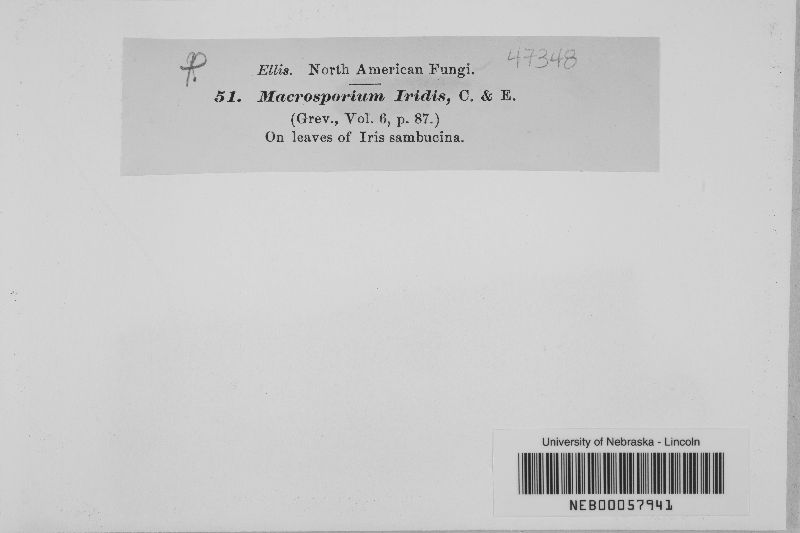 P.
47348
Ellis. North American Fungi.
51. Macrosporium Iridis, C. & E.
(Grev., Vol. 6, p. 87.)
On leaves of Iris sambucina.
University of Nebraska - Lincoln
NEB00057941